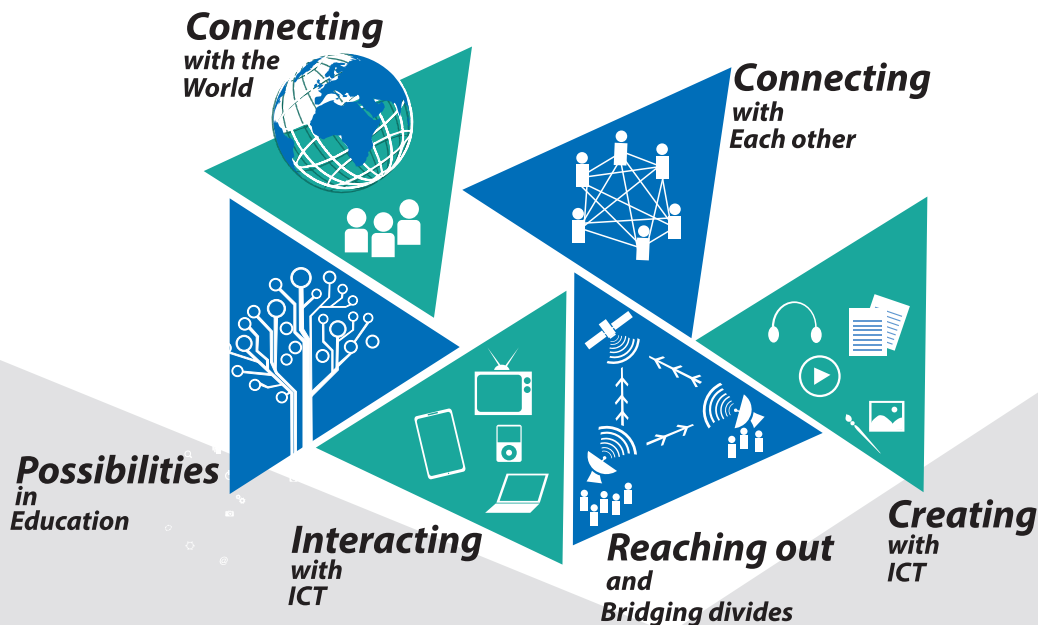 Connecting
with the
World
Connecting
with
Each other
Possibilities
in
Education
Interacting
with
ICT
Reaching out
and
Bridging divides
Creating
with
ICT